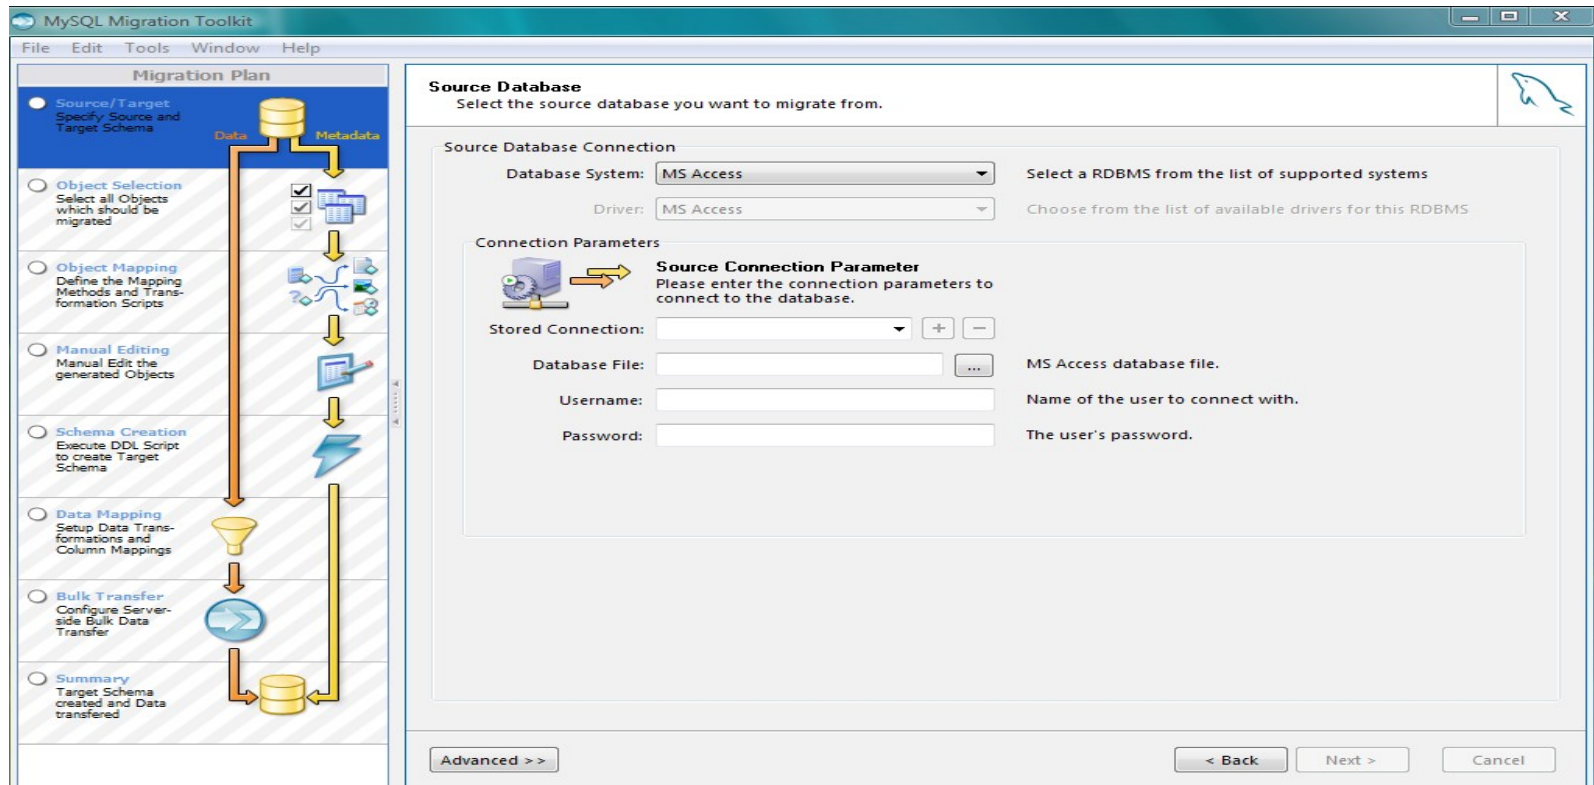 MySQL Migration Toolkit
File Edit Tools Window Help
Migration Plan
Source/Target
Specify Source and
Target Schema
Data
Metadata
Object Selection
Select all Objects
which should be
migrated
Object Mapping
Define the Mapping
Methods and Trans-
formation Scripts
Manual Editing
Manual Edit the
generated Objects
Schema Creation
Execute DDL Script
to create Target
Schema
Data Mapping
Setup Data Trans-
formations and
Column Mappings
Bulk Transfer
Configure Server-
side Bulk Data
Transfer
Summary
Target Schema
created and Data
transfered
Source Database
Select the source database you want to migrate from.
Source Database Connection
Database System: MS Access Select a RDBMS from the list of supported systems
Driver: MS Access Choose from the list of available drivers for this RDBMS
Connection Parameters
Source Connection Parameter
Please enter the connection parameters to
connect to the database.
Stored Connection: + −
Database File: ... MS Access database file.
Username: Name of the user to connect with.
Password: The user's password.
Advanced >> < Back Next > Cancel